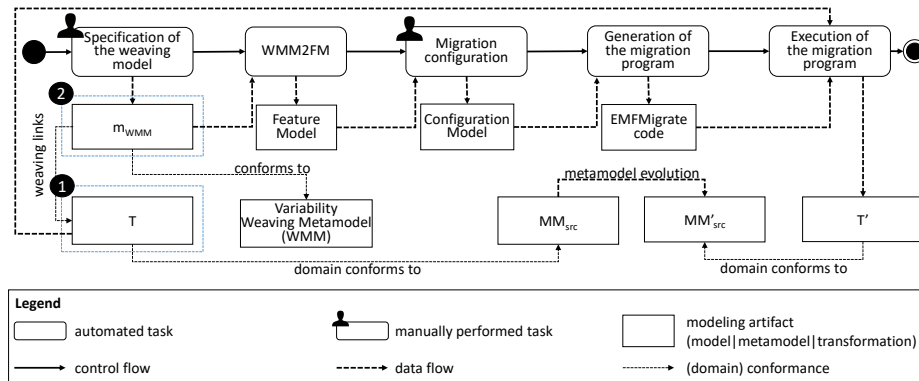 Specification of
the weaving
model
WMM2FM
Migration
configuration
Generation of
the migration
program
Execution of
the migration
program
2
mWMM
Feature
Model
Configuration
Model
EMFMigrate
code
weaving links
conforms to
metamodel evolution
1
T
Variability
Weaving Metamodel
(WMM)
MMsrc
MM'src
T'
domain conforms to
domain conforms to
Legend
automated task
manually performed task
modeling artifact
(model|metamodel|transformation)
control flow
data flow
(domain) conformance